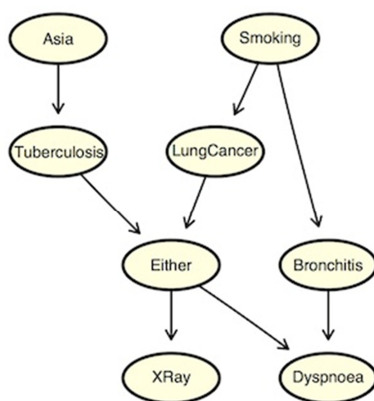 Asia
Smoking
Tuberculosis
LungCancer
Either
Bronchitis
XRay
Dyspnoea